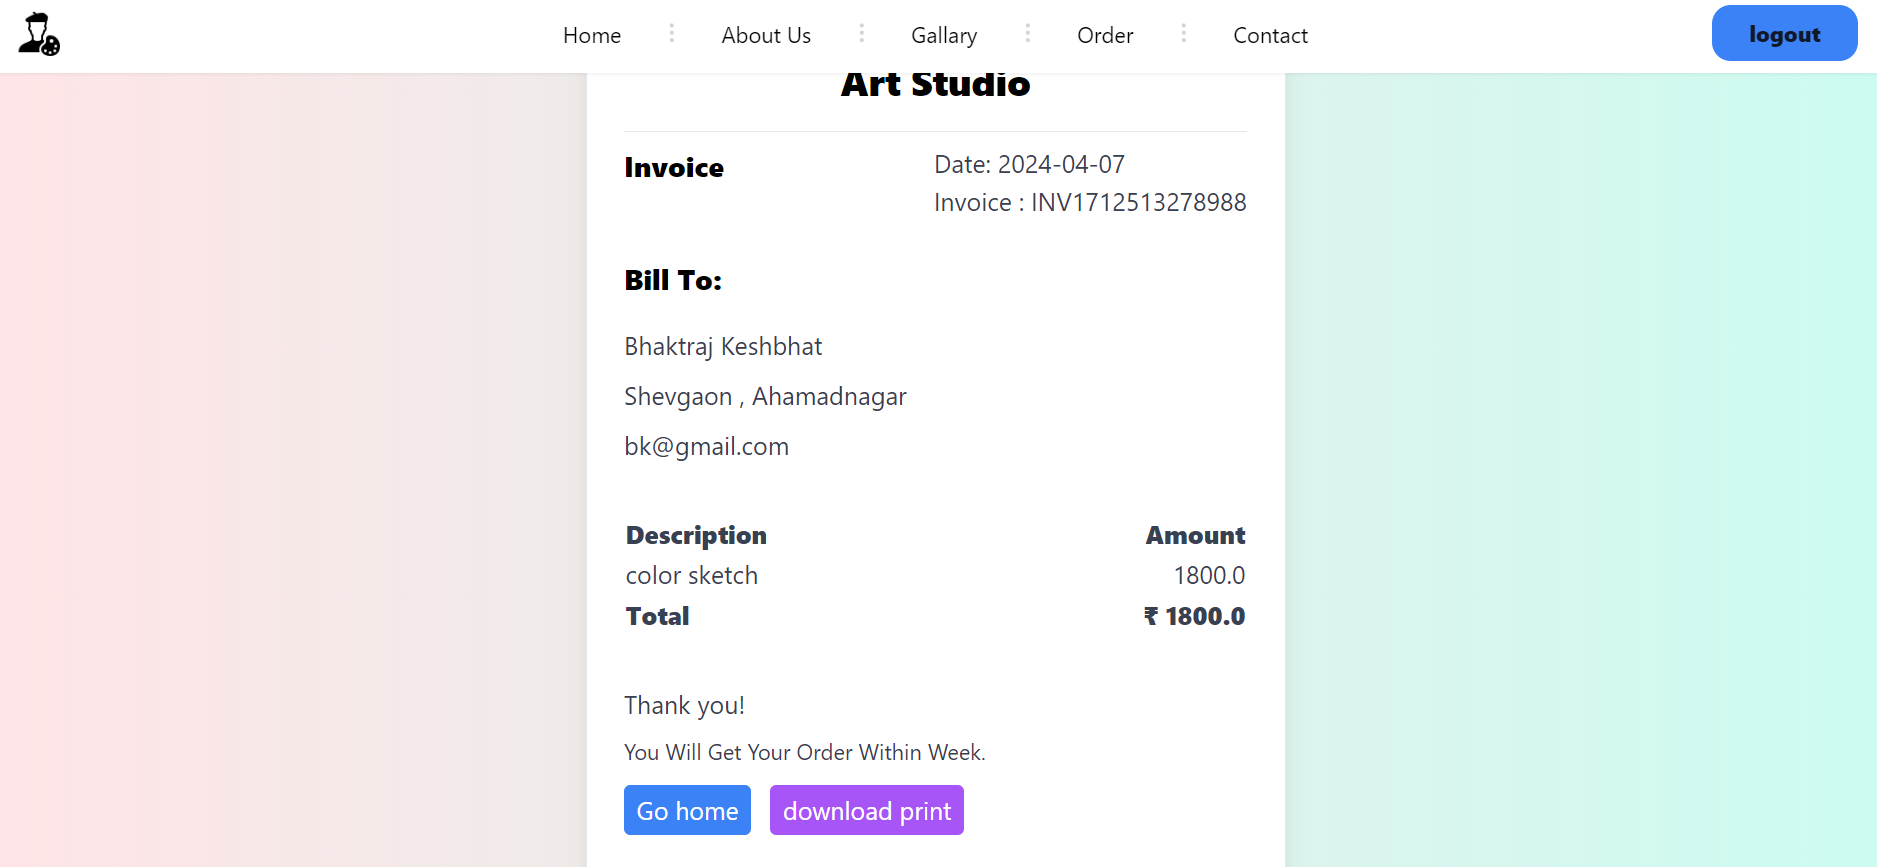 Home About Us Gallary Order Contact logout
Art Studio
Invoice
Date: 2024-04-07
Invoice : INV1712513278988
Bill To:
Bhaktraj Keshbhat
Shevgaon , Ahamadnagar
bk@gmail.com
Description Amount
color sketch 1800.0
Total ₹ 1800.0
Thank you!
You Will Get Your Order Within Week.
Go home download print